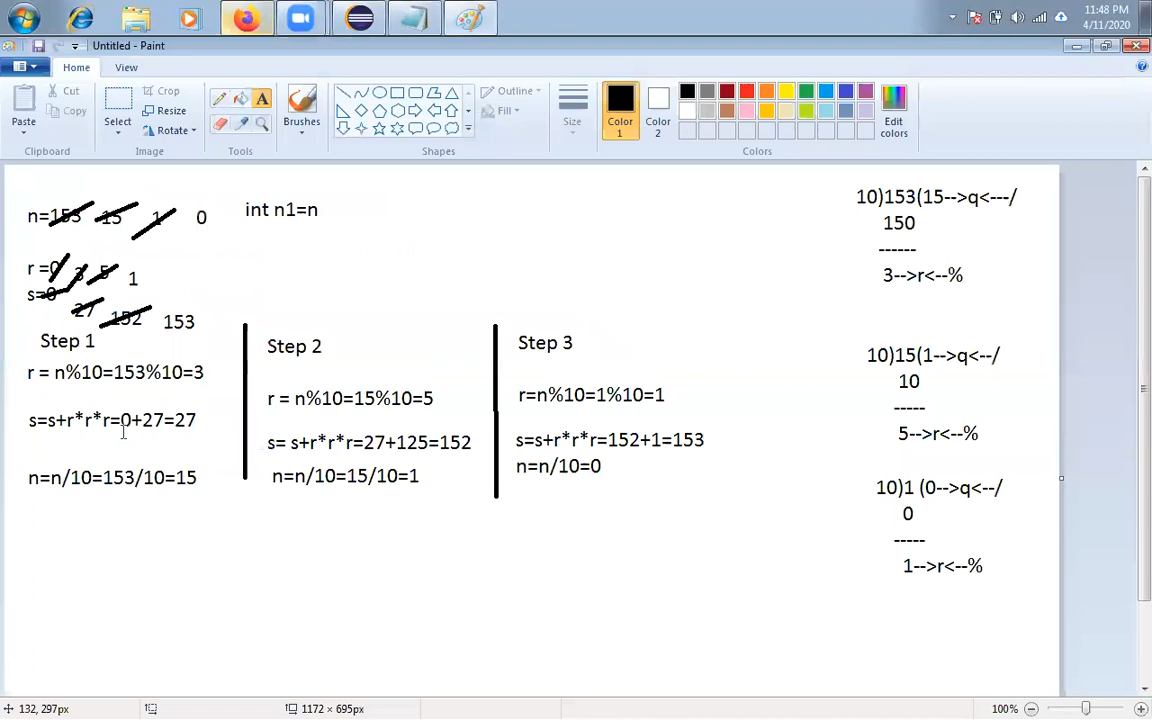 11:48 PM
4/11/2020
Untitled - Paint
Home View
Cut
Copy
Paste
Clipboard
Select
Crop
Resize
Rotate
Image
Tools
Brushes
Outline
Fill
Shapes
Size
Color 1
Color 2
Edit colors
Colors
n=153 15 1 0
int n1=n
r =0 3 5 1
s=0 27 152 153
Step 1
r = n%10=153%10=3
s=s+r*r*r=0+27=27
n=n/10=153/10=15
Step 2
r = n%10=15%10=5
s= s+r*r*r=27+125=152
n=n/10=15/10=1
Step 3
r=n%10=1%10=1
s=s+r*r*r=152+1=153
n=n/10=0
10)153(15-->q<---/
150
------
3-->r<--%
10)15(1-->q<--/
10
-----
5-->r<--%
10)1 (0-->q<--/
0
-----
1-->r<--%
132, 297px
1172 × 695px
100%